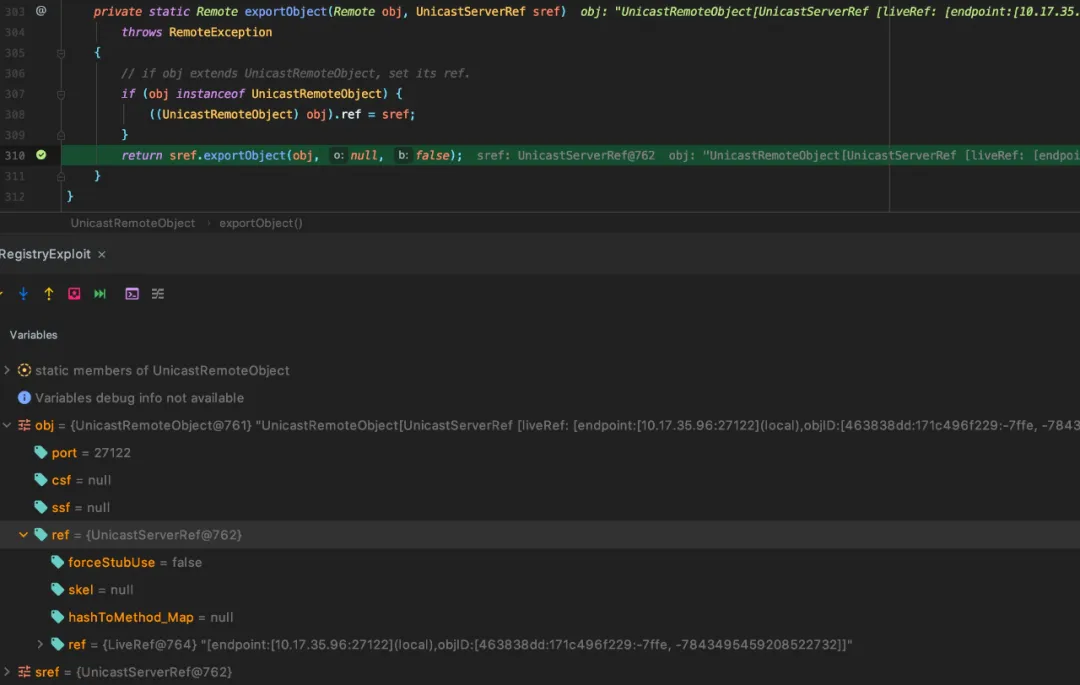 303 @ private static Remote exportObject(Remote obj, UnicastServerRef sref) obj: "UnicastRemoteObject[UnicastServerRef [liveRef: [endpoint:[10.17.35.
304 throws RemoteException
305 {
306 // if obj extends UnicastRemoteObject, set its ref.
307 if (obj instanceof UnicastRemoteObject) {
308 ((UnicastRemoteObject) obj).ref = sref;
309 }
310 return sref.exportObject(obj, o: null, b: false); sref: UnicastServerRef@762 obj: "UnicastRemoteObject[UnicastServerRef [liveRef: [endpoi
311 }
312 }
UnicastRemoteObject › exportObject()
RegistryExploit ×
Variables
static members of UnicastRemoteObject
Variables debug info not available
obj = {UnicastRemoteObject@761} "UnicastRemoteObject[UnicastServerRef [liveRef: [endpoint:[10.17.35.96:27122](local),objID:[463838dd:171c496f229:-7ffe, -7843
port = 27122
csf = null
ssf = null
ref = {UnicastServerRef@762}
forceStubUse = false
skel = null
hashToMethod_Map = null
ref = {LiveRef@764} "[endpoint:[10.17.35.96:27122](local),objID:[463838dd:171c496f229:-7ffe, -7843495459208522732]]"
sref = {UnicastServerRef@762}